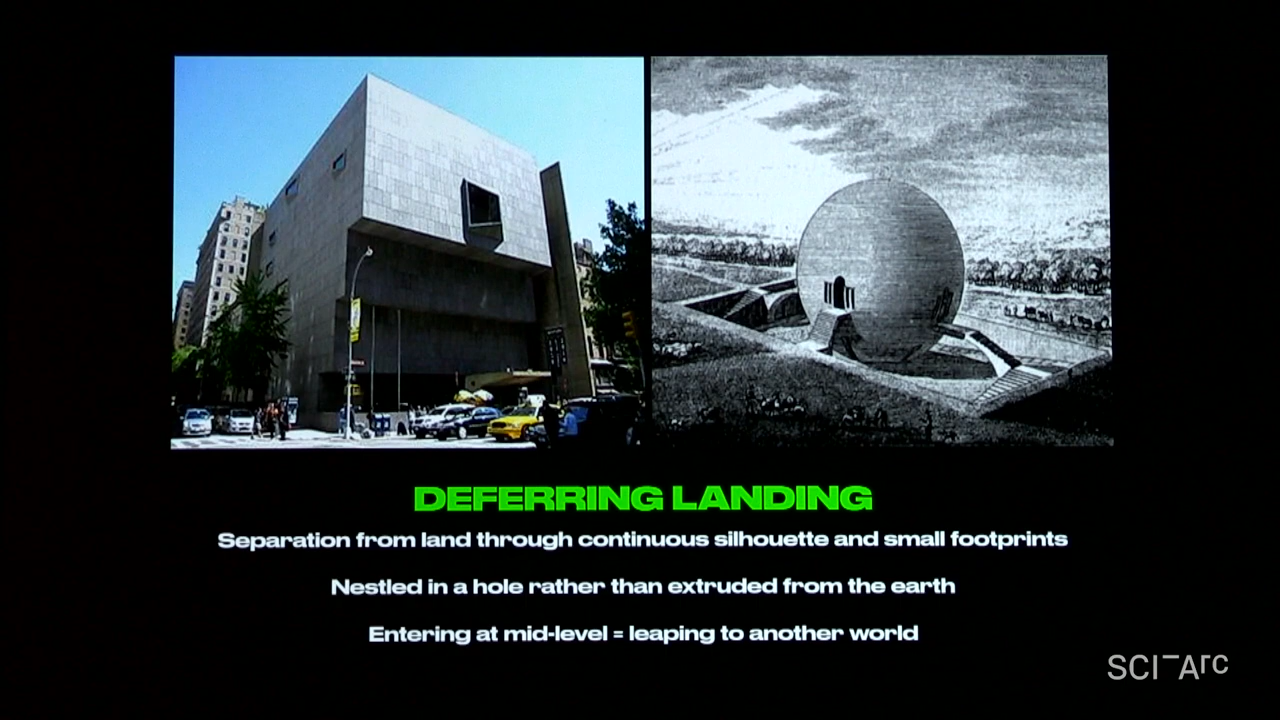 DEFERRING LANDING
Separation from land through continuous silhouette and small footprints
Nestled in a hole rather than extruded from the earth
Entering at mid-level = leaping to another world
SCI-Arc